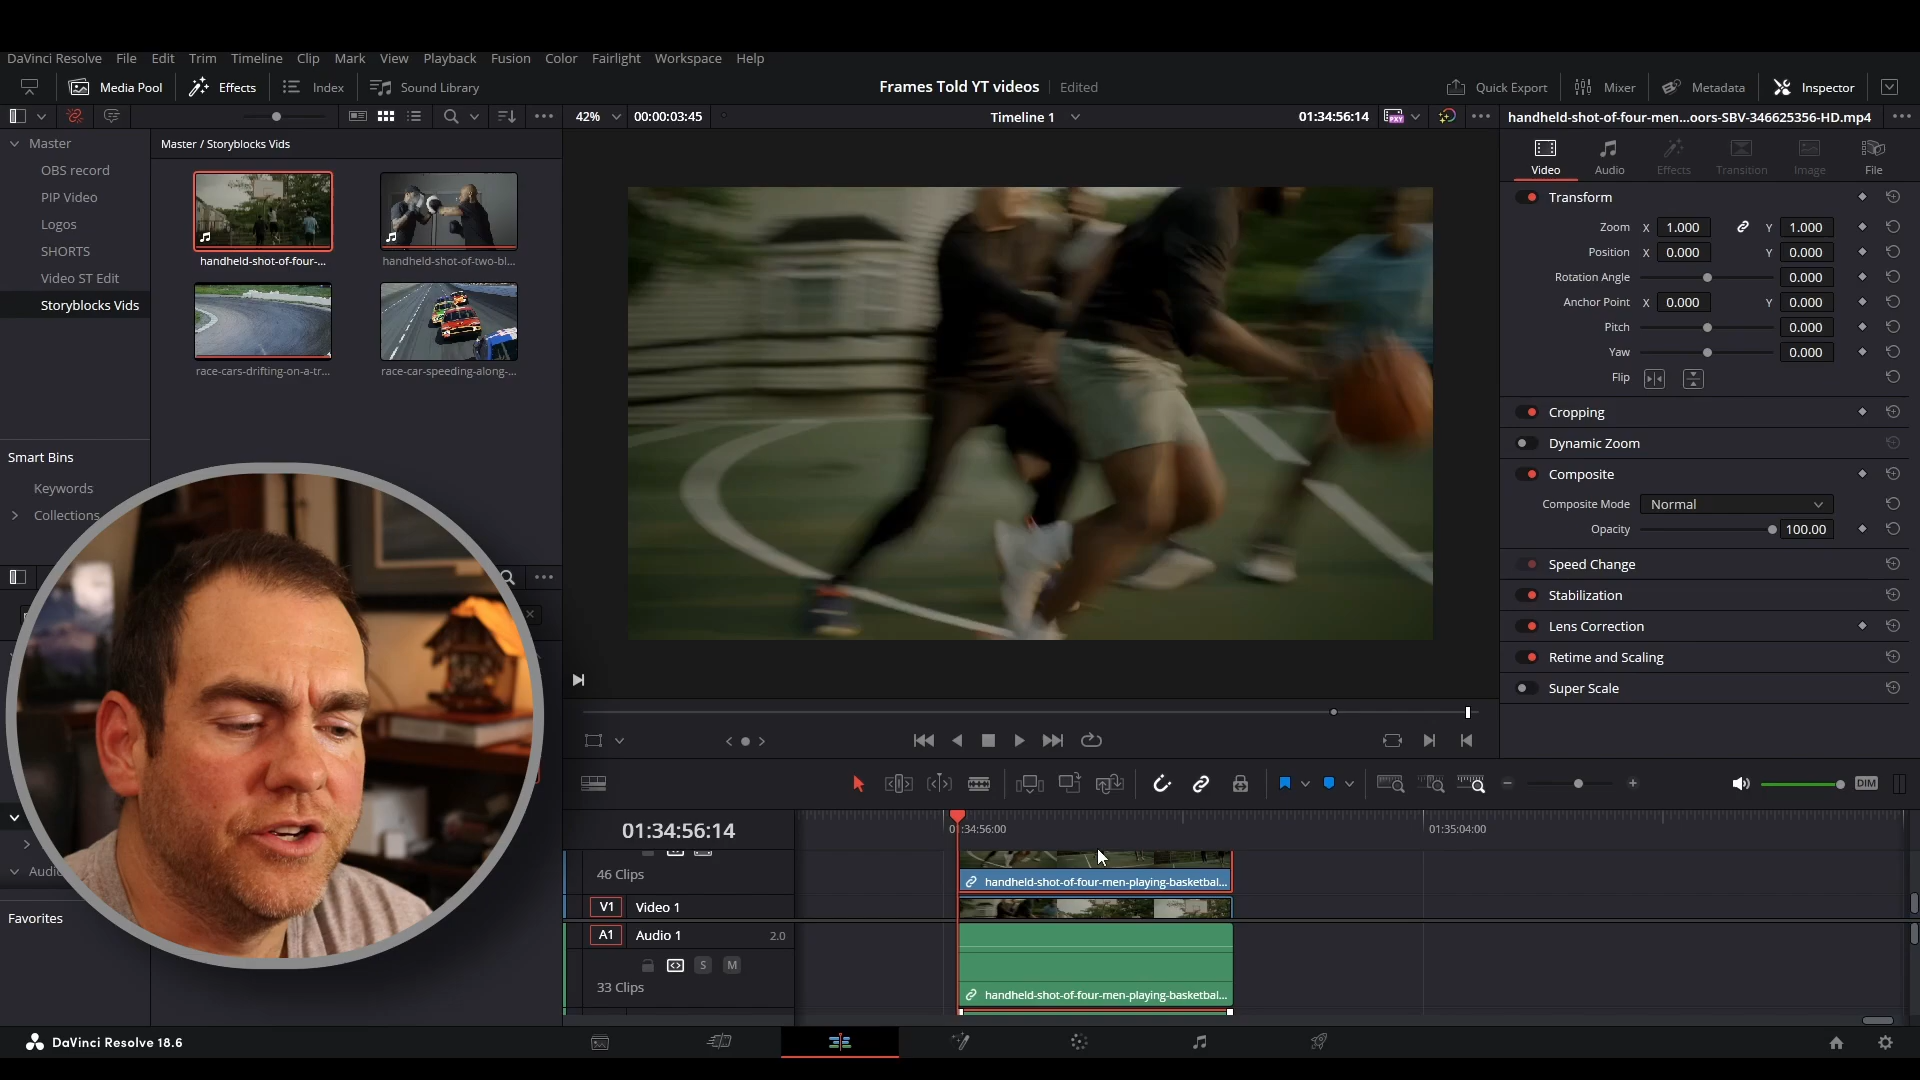 DaVinci Resolve File Edit Trim Timeline Clip Mark View Playback Fusion Color Fairlight Workspace Help
Media Pool Effects Index Sound Library Frames Told YT videos Edited Quick Export Mixer Metadata Inspector
42% 00:00:03:45 Timeline 1 01:34:56:14 PXY handheld-shot-of-four-men...oors-SBV-346625356-HD.mp4
Master Master / Storyblocks Vids
Video Audio Effects Transition Image File
OBS record
PIP Video
Logos
SHORTS
Video ST Edit
Storyblocks Vids
handheld-shot-of-four-... handheld-shot-of-two-bl...
race-cars-drifting-on-a-tr... race-car-speeding-along-...
Smart Bins
Keywords
Collections
Audi
Favorites
Transform
Zoom X 1.000 Y 1.000
Position X 0.000 Y 0.000
Rotation Angle 0.000
Anchor Point X 0.000 Y 0.000
Pitch 0.000
Yaw 0.000
Flip
Cropping
Dynamic Zoom
Composite
Composite Mode Normal
Opacity 100.00
Speed Change
Stabilization
Lens Correction
Retime and Scaling
Super Scale
DIM
01:34:56:14 01:34:56:00 01:35:04:00
46 Clips handheld-shot-of-four-men-playing-basketbal...
V1 Video 1
A1 Audio 1 2.0
S M
33 Clips handheld-shot-of-four-men-playing-basketbal...
DaVinci Resolve 18.6